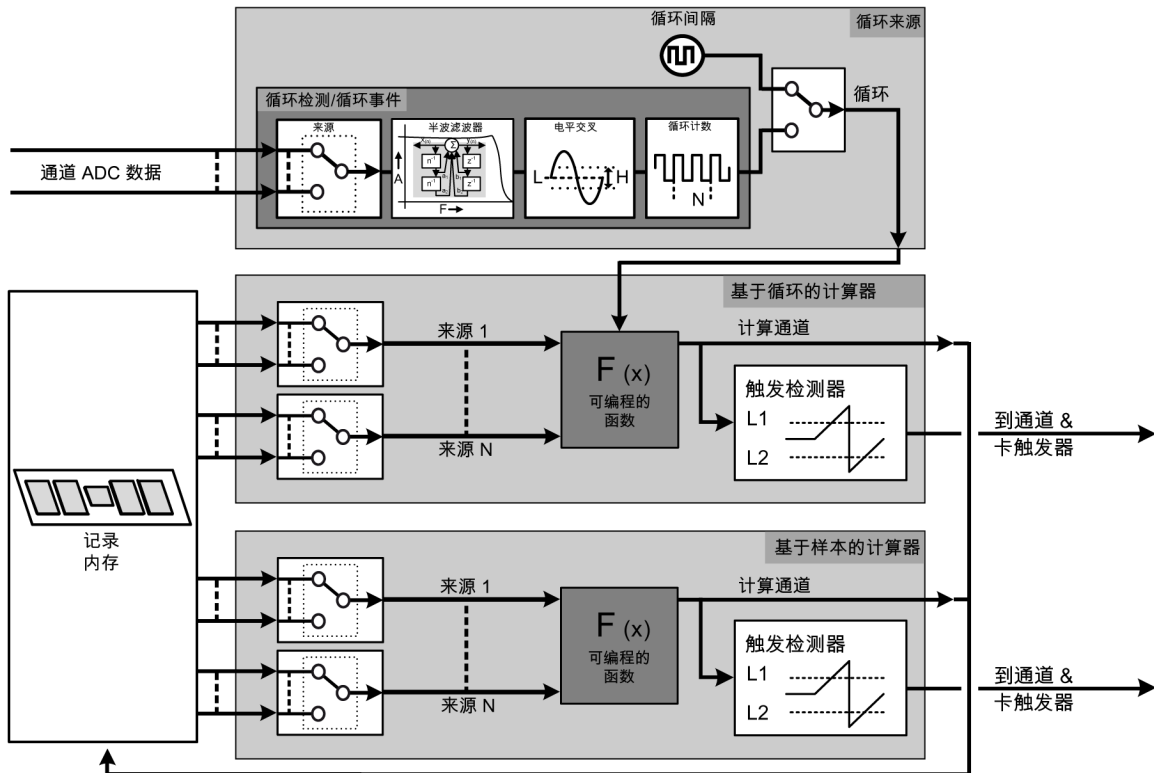 循环间隔
循环来源
循环
循环检测/循环事件
来源
半波滤波器
电平交叉
循环计数
A
F
Σ
n⁻¹
z⁻¹
n⁻¹
z⁻¹
L
H
N
通道 ADC 数据
基于循环的计算器
来源 1
来源 N
F (x)
可编程的
函数
计算通道
触发检测器
L1
L2
到通道 &
卡触发器
记录
内存
基于样本的计算器
来源 1
来源 N
F (x)
可编程的
函数
计算通道
触发检测器
L1
L2
到通道 &
卡触发器